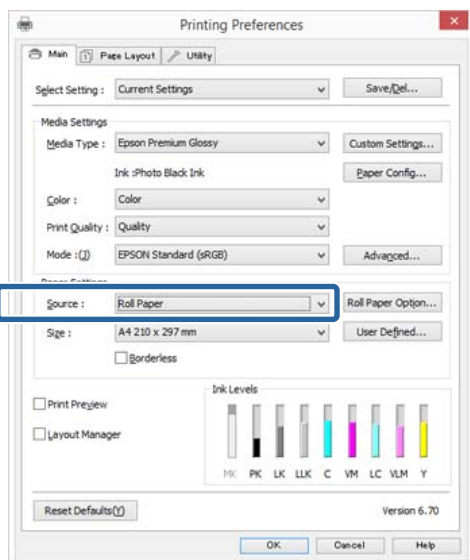 Printing Preferences
Main Page Layout Utility
Select Setting : Current Settings Save/Del...
Media Settings
Media Type : Epson Premium Glossy Custom Settings...
Ink :Photo Black Ink Paper Config...
Color : Color
Print Quality : Quality
Mode :(J) EPSON Standard (sRGB) Advanced...
Paper Settings
Source : Roll Paper Roll Paper Option...
Size : A4 210 x 297 mm User Defined...
Borderless
Ink Levels
Print Preview
Layout Manager
MK PK LK LLK C VM LC VLM Y
Reset Defaults(Y) Version 6.70
OK Cancel Help